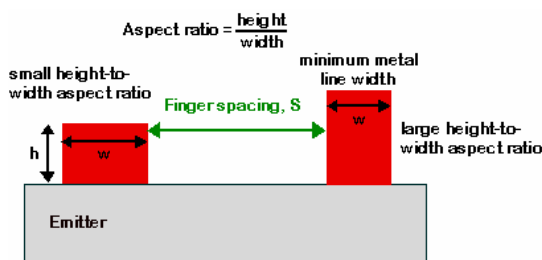 Aspect ratio = height
width
minimum metal
line width
small height-to-
width aspect ratio
Finger spacing, S
w
h
w
large height-to-
width aspect ratio
Emitter